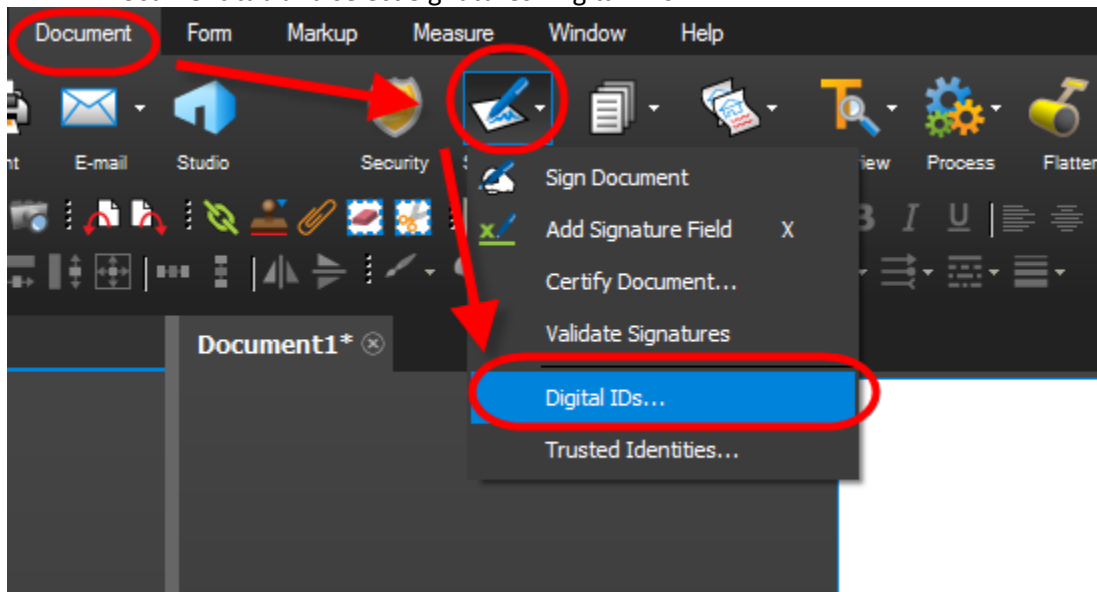 Document Form Markup Measure Window Help
E-mail Studio Security Process Flatten
Sign Document
Add Signature Field X
Certify Document...
Validate Signatures
Document1*
Digital IDs...
Trusted Identities...